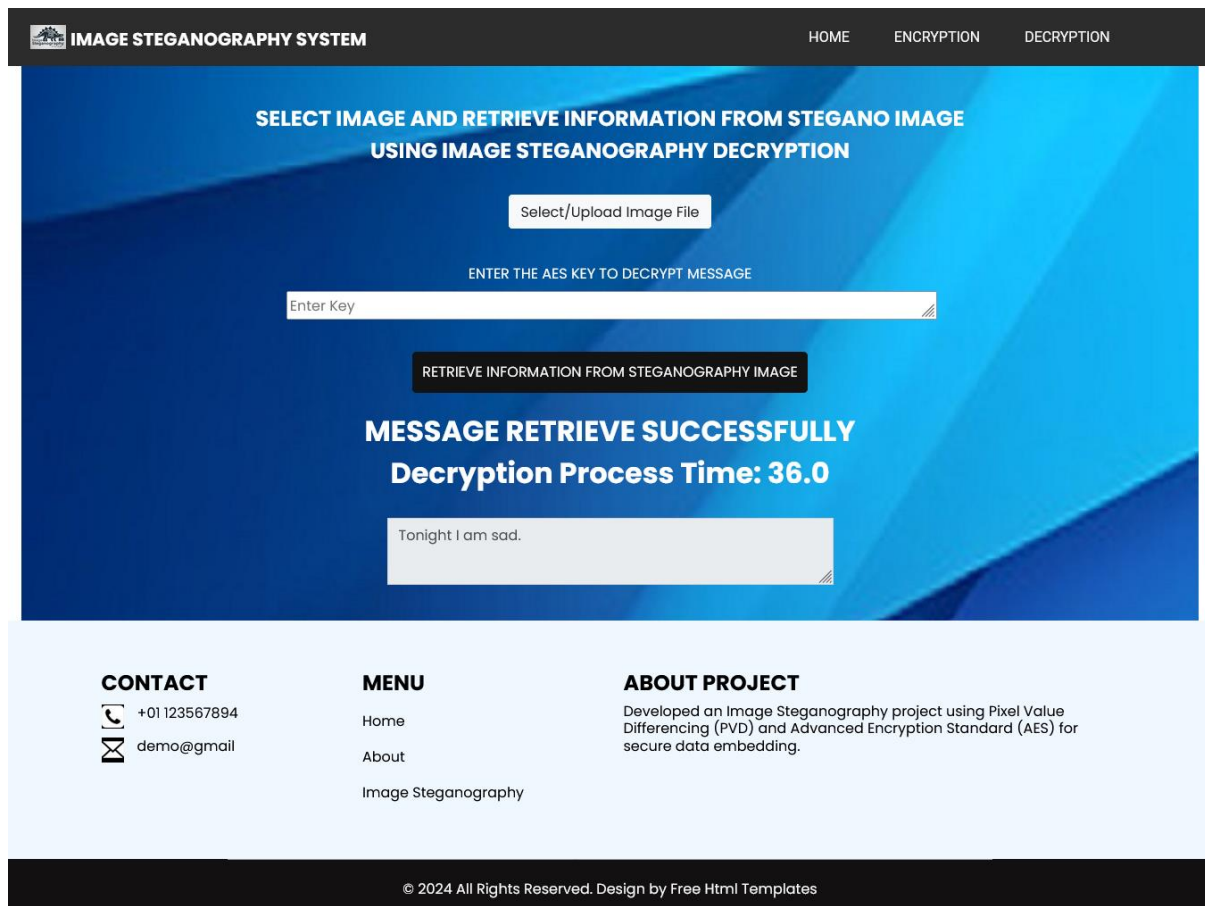 IMAGE STEGANOGRAPHY SYSTEM
HOME
ENCRYPTION
DECRYPTION
SELECT IMAGE AND RETRIEVE INFORMATION FROM STEGANO IMAGE
USING IMAGE STEGANOGRAPHY DECRYPTION
Select/Upload Image File
ENTER THE AES KEY TO DECRYPT MESSAGE
Enter Key
RETRIEVE INFORMATION FROM STEGANOGRAPHY IMAGE
MESSAGE RETRIEVE SUCCESSFULLY
Decryption Process Time: 36.0
Tonight I am sad.
CONTACT
+01 123567894
demo@gmail
MENU
Home
About
Image Steganography
ABOUT PROJECT
Developed an Image Steganography project using Pixel Value
Differencing (PVD) and Advanced Encryption Standard (AES) for
secure data embedding.
© 2024 All Rights Reserved. Design by Free Html Templates